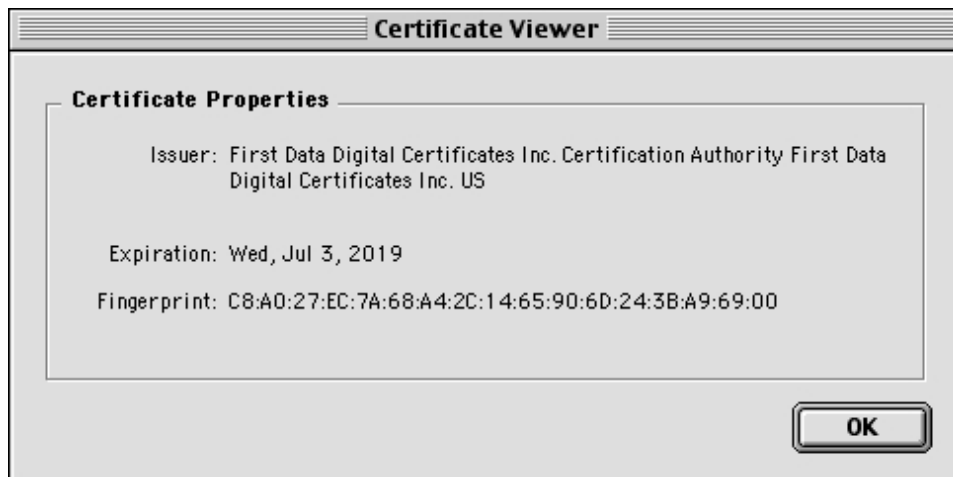 Certificate Viewer
Certificate Properties
Issuer: First Data Digital Certificates Inc. Certification Authority First Data
Digital Certificates Inc. US
Expiration: Wed, Jul 3, 2019
Fingerprint: C8:A0:27:EC:7A:68:A4:2C:14:65:90:6D:24:3B:A9:69:00
OK